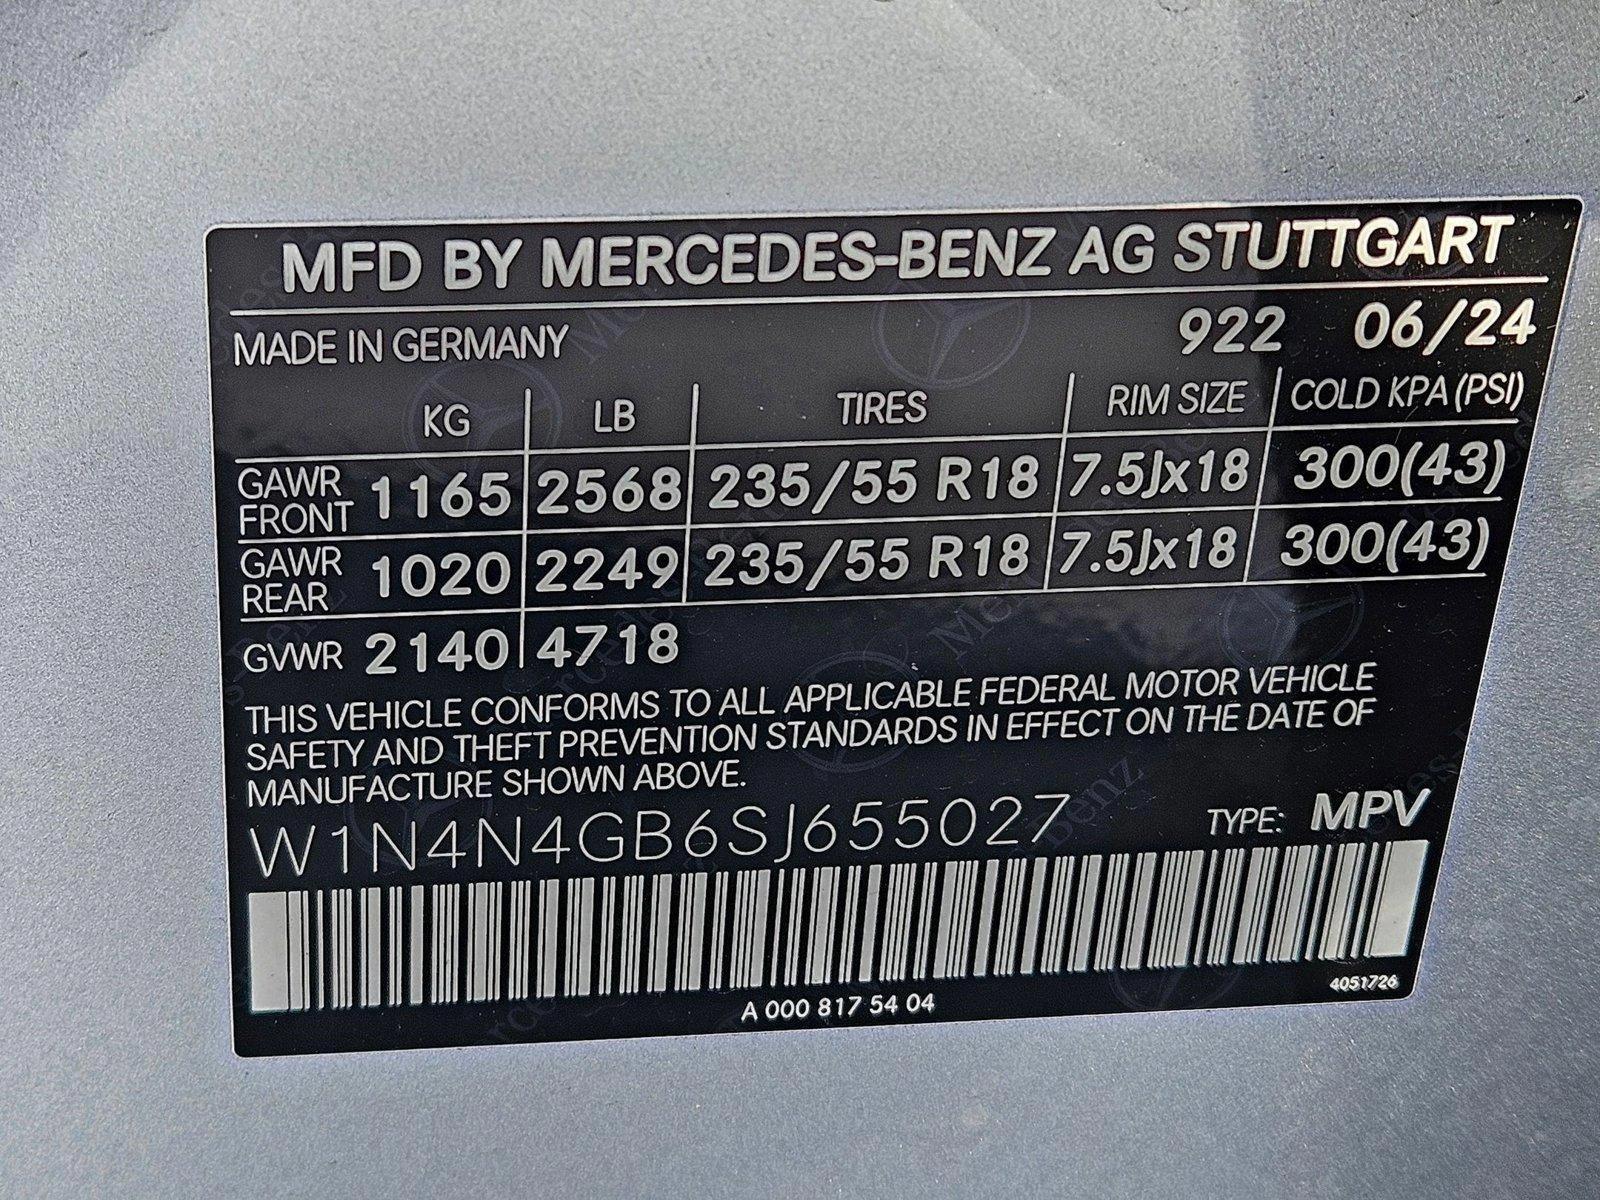 MFD BY MERCEDES-BENZ AG STUTTGART
MADE IN GERMANY 922 06/24
KG LB TIRES RIM SIZE COLD KPA (PSI)
GAWR FRONT 1165 2568 235/55 R18 7.5Jx18 300(43)
GAWR REAR 1020 2249 235/55 R18 7.5Jx18 300(43)
GVWR 2140 4718
THIS VEHICLE CONFORMS TO ALL APPLICABLE FEDERAL MOTOR VEHICLE
SAFETY AND THEFT PREVENTION STANDARDS IN EFFECT ON THE DATE OF
MANUFACTURE SHOWN ABOVE.
W1N4N4GB6SJ655027 TYPE: MPV
A 000 817 54 04 4051726